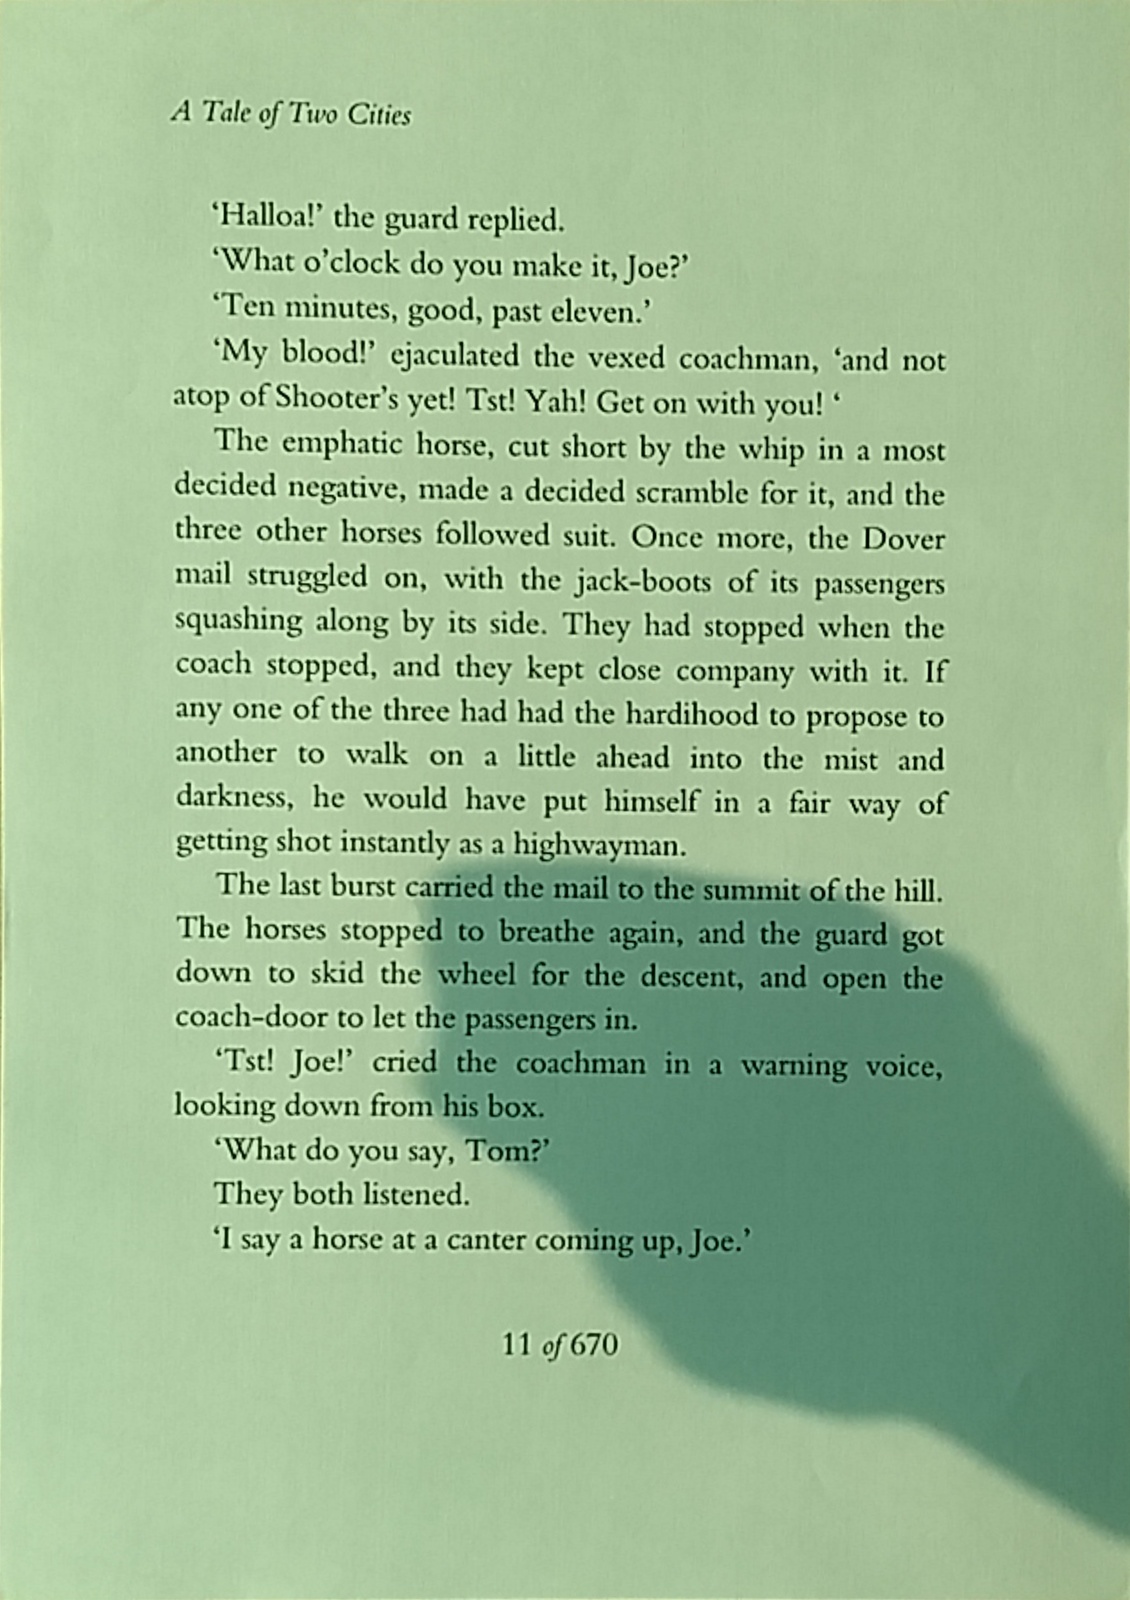 A Tale of Two Cities
‘Halloa!’ the guard replied.
‘What o’clock do you make it, Joe?’
‘Ten minutes, good, past eleven.’
‘My blood!’ ejaculated the vexed coachman, ‘and not
atop of Shooter’s yet! Tst! Yah! Get on with you! ‘
The emphatic horse, cut short by the whip in a most
decided negative, made a decided scramble for it, and the
three other horses followed suit. Once more, the Dover
mail struggled on, with the jack-boots of its passengers
squashing along by its side. They had stopped when the
coach stopped, and they kept close company with it. If
any one of the three had had the hardihood to propose to
another to walk on a little ahead into the mist and
darkness, he would have put himself in a fair way of
getting shot instantly as a highwayman.
The last burst carried the mail to the summit of the hill.
The horses stopped to breathe again, and the guard got
down to skid the wheel for the descent, and open the
coach-door to let the passengers in.
‘Tst! Joe!’ cried the coachman in a warning voice,
looking down from his box.
‘What do you say, Tom?’
They both listened.
‘I say a horse at a canter coming up, Joe.’
11 of 670